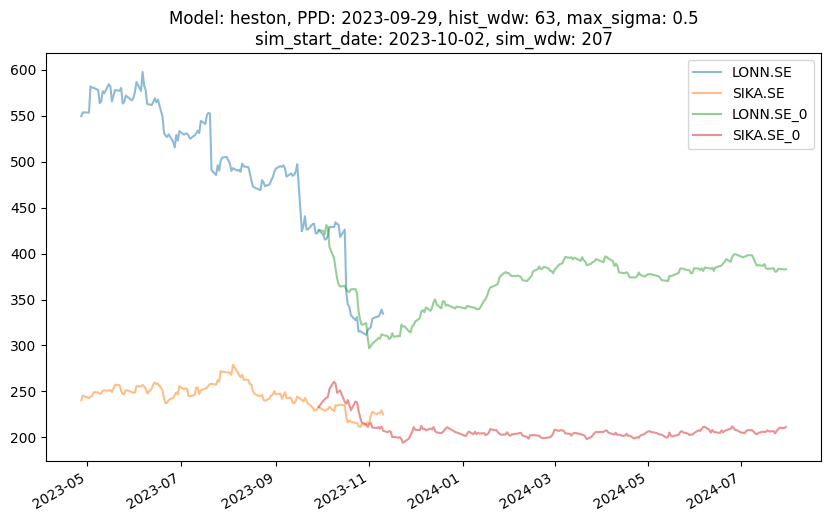 Model: heston, PPD: 2023-09-29, hist_wdw: 63, max_sigma: 0.5
sim_start_date: 2023-10-02, sim_wdw: 207
LONN.SE
SIKA.SE
LONN.SE_0
SIKA.SE_0
600
550
500
450
400
350
300
250
200
2023-05
2023-07
2023-09
2023-11
2024-01
2024-03
2024-05
2024-07